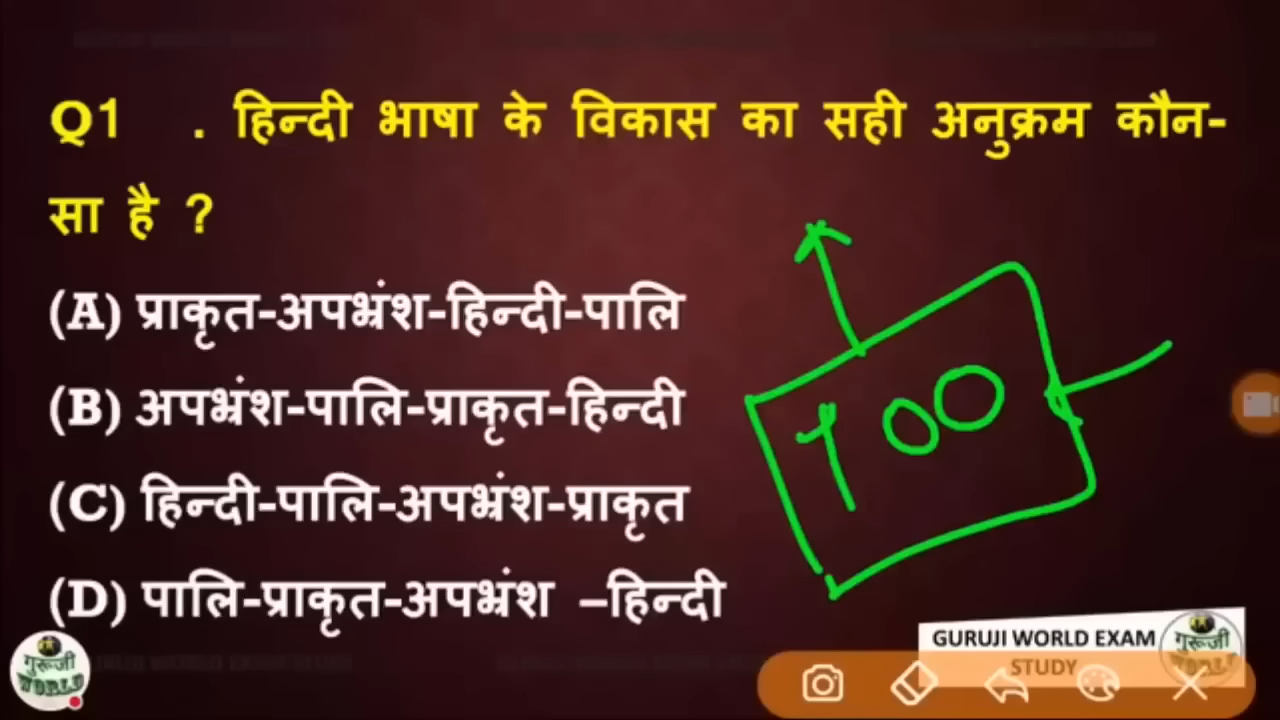 Q1 . हिन्दी भाषा के विकास का सही अनुक्रम कौन-
सा है ?
(A) प्राकृत-अपभ्रंश-हिन्दी-पालि
(B) अपभ्रंश-पालि-प्राकृत-हिन्दी
(C) हिन्दी-पालि-अपभ्रंश-प्राकृत
(D) पालि-प्राकृत-अपभ्रंश –हिन्दी
100
GURUJI WORLD EXAM
STUDY
गुरूजी
गुरूजी
WORLD